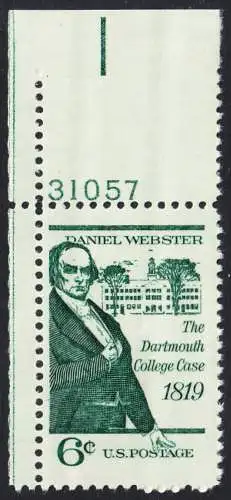 31057
DANIEL WEBSTER
The
Dartmouth
College Case
1819
6¢ U.S. POSTAGE